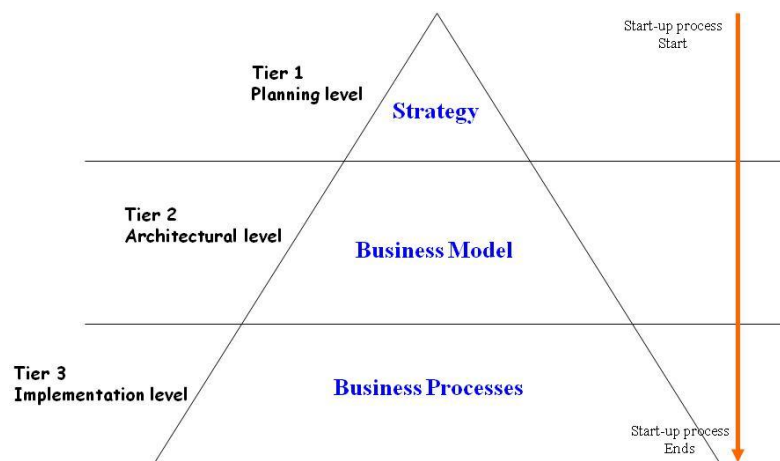 Start-up process
Start
Tier 1
Planning level
Strategy
Tier 2
Architectural level
Business Model
Tier 3
Implementation level
Business Processes
Start-up process
Ends